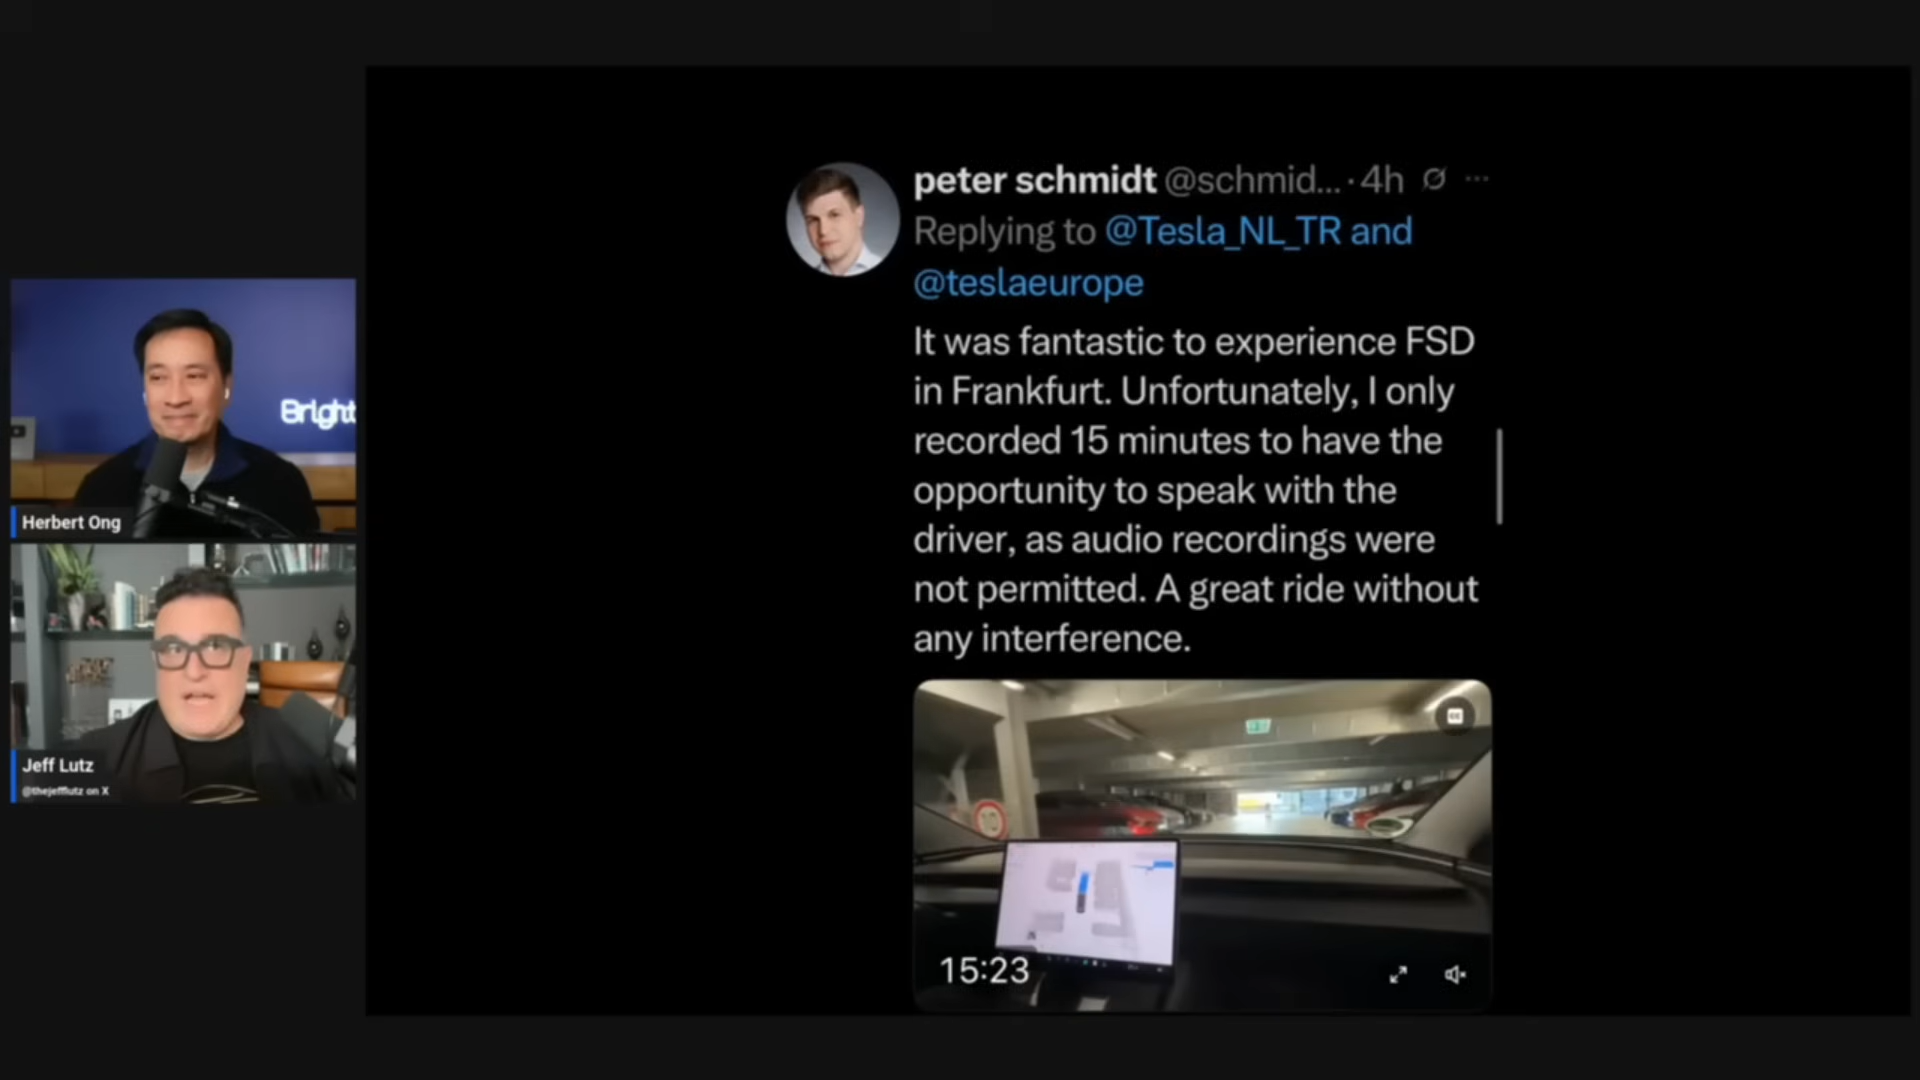 peter schmidt @schmid... · 4h
Replying to @Tesla_NL_TR and
@teslaeurope
It was fantastic to experience FSD
in Frankfurt. Unfortunately, I only
recorded 15 minutes to have the
opportunity to speak with the
driver, as audio recordings were
not permitted. A great ride without
any interference.
15:23
Bright
Herbert Ong
Jeff Lutz
@thejefflutz on X